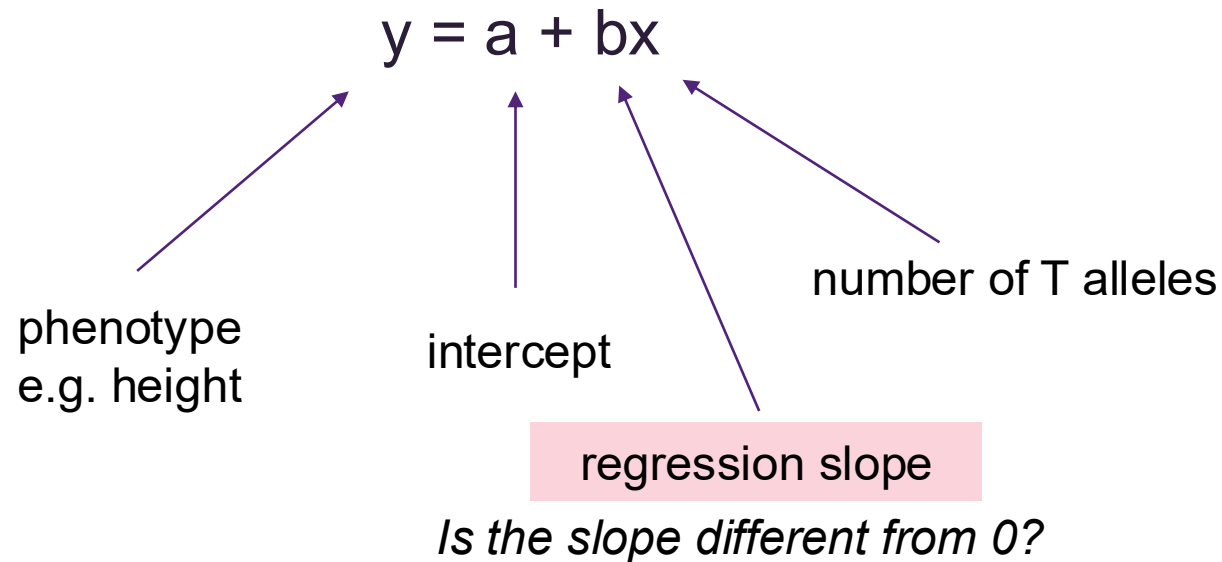 y = a + bx
number of T alleles
phenotype
e.g. height
intercept
regression slope
Is the slope different from 0?